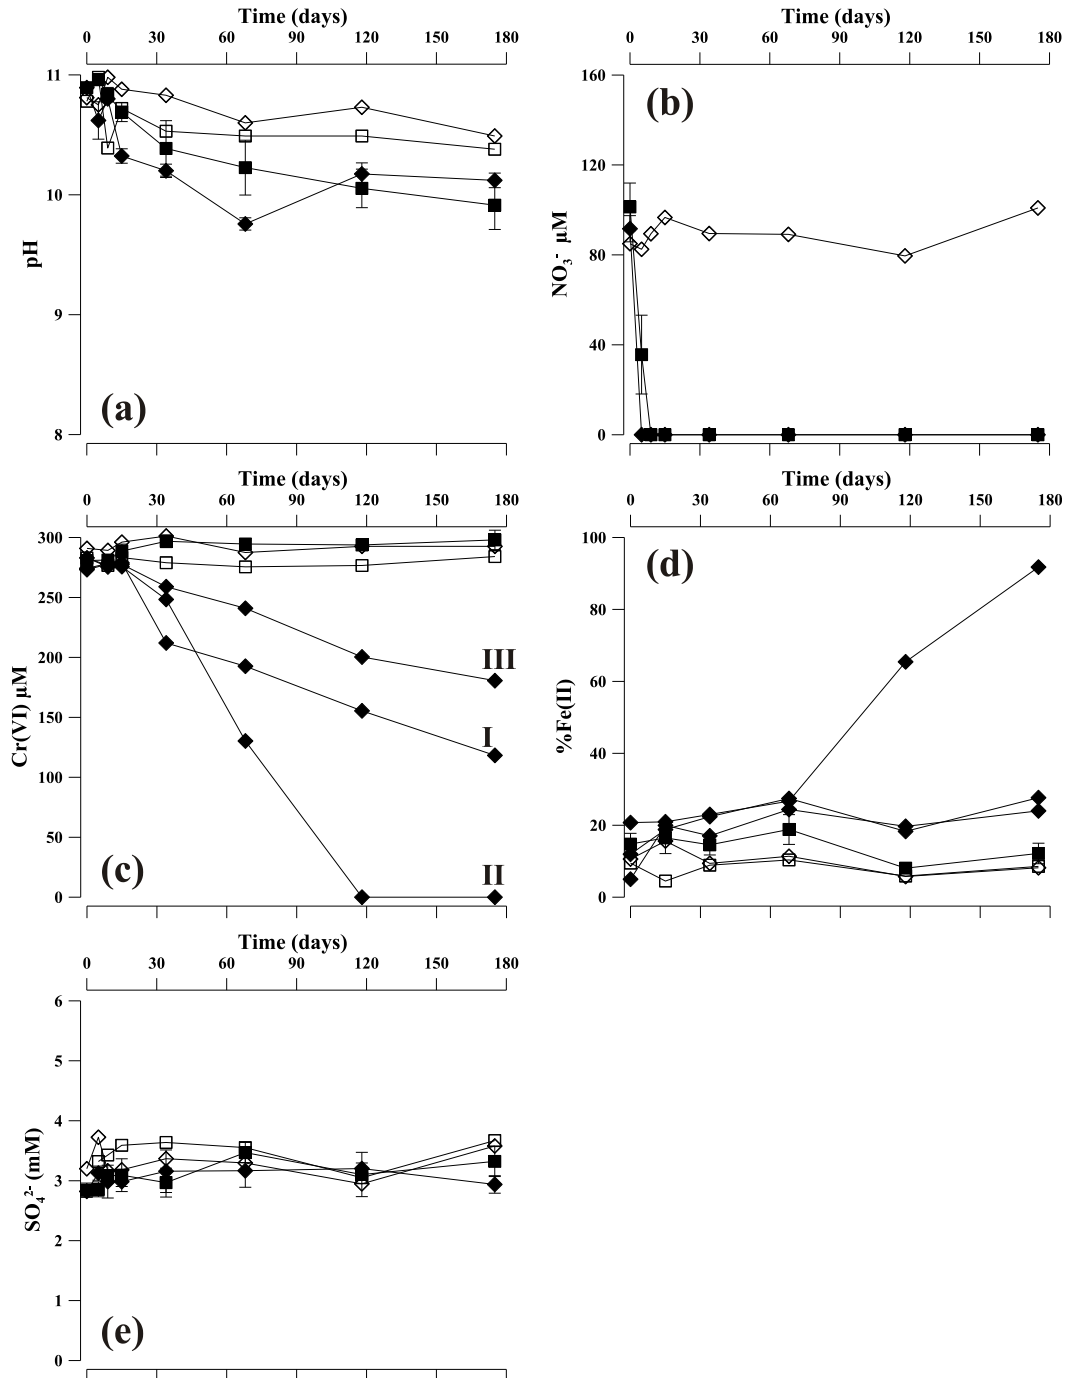 Time (days)
0 30 60 90 120 150 180
11
10
9
8
pH
(a)
Time (days)
0 30 60 90 120 150 180
160
120
80
40
0
NO₃⁻ µM
(b)
Time (days)
0 30 60 90 120 150 180
300
250
200
150
100
50
0
Cr(VI) µM
III
I
II
(c)
Time (days)
0 30 60 90 120 150 180
100
80
60
40
20
0
%Fe(II)
(d)
Time (days)
0 30 60 90 120 150 180
6
5
4
3
2
1
0
SO₄²⁻ (mM)
(e)